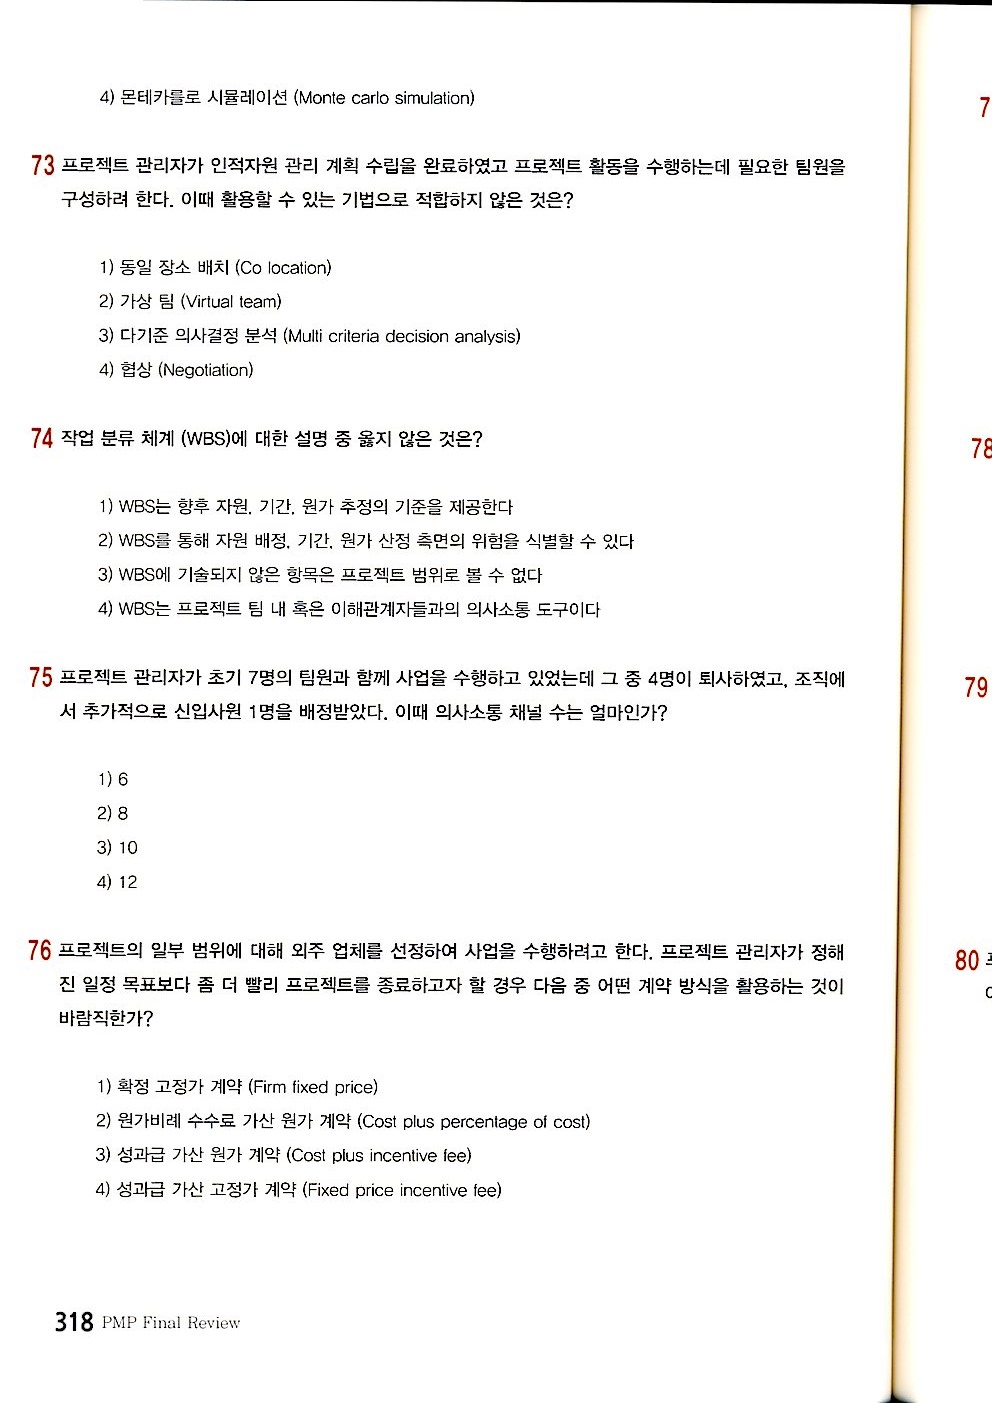 4) 몬테카를로 시뮬레이션 (Monte carlo simulation)
73 프로젝트 관리자가 인적자원 관리 계획 수립을 완료하였고 프로젝트 활동을 수행하는데 필요한 팀원을
구성하려 한다. 이때 활용할 수 있는 기법으로 적합하지 않은 것은?
1) 동일 장소 배치 (Co location)
2) 가상 팀 (Virtual team)
3) 다기준 의사결정 분석 (Multi criteria decision analysis)
4) 협상 (Negotiation)
74 작업 분류 체계 (WBS)에 대한 설명 중 옳지 않은 것은?
1) WBS는 향후 자원, 기간, 원가 추정의 기준을 제공한다
2) WBS를 통해 자원 배정, 기간, 원가 산정 측면의 위험을 식별할 수 있다
3) WBS에 기술되지 않은 항목은 프로젝트 범위로 볼 수 없다
4) WBS는 프로젝트 팀 내 혹은 이해관계자들과의 의사소통 도구이다
75 프로젝트 관리자가 초기 7명의 팀원과 함께 사업을 수행하고 있었는데 그 중 4명이 퇴사하였고, 조직에
서 추가적으로 신입사원 1명을 배정받았다. 이때 의사소통 채널 수는 얼마인가?
1) 6
2) 8
3) 10
4) 12
76 프로젝트의 일부 범위에 대해 외주 업체를 선정하여 사업을 수행하려고 한다. 프로젝트 관리자가 정해
진 일정 목표보다 좀 더 빨리 프로젝트를 종료하고자 할 경우 다음 중 어떤 계약 방식을 활용하는 것이
바람직한가?
1) 확정 고정가 계약 (Firm fixed price)
2) 원가비례 수수료 가산 원가 계약 (Cost plus percentage of cost)
3) 성과급 가산 원가 계약 (Cost plus incentive fee)
4) 성과급 가산 고정가 계약 (Fixed price incentive fee)
318 PMP Final Review
7
78
79
80